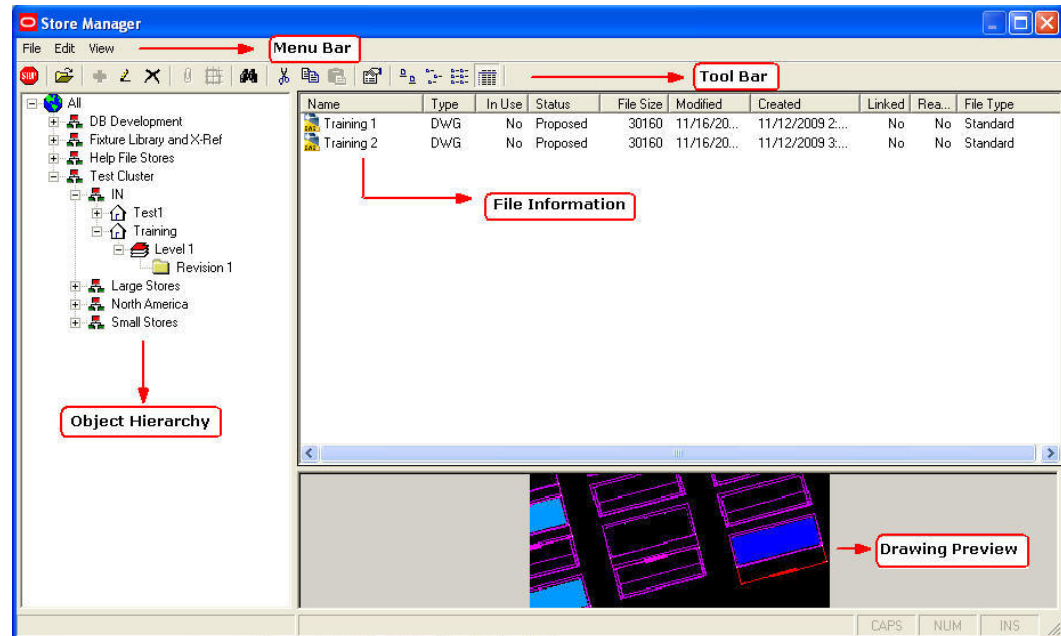 Store Manager
File Edit View
Menu Bar
STOP
Tool Bar
All
DB Development
Fixture Library and X-Ref
Help File Stores
Test Cluster
IN
Test1
Training
Level 1
Revision 1
Large Stores
North America
Small Stores
Object Hierarchy
Name Type In Use Status File Size Modified Created Linked Rea... File Type
Training 1 DWG No Proposed 30160 11/16/20... 11/12/2009 2:... No No Standard
Training 2 DWG No Proposed 30160 11/16/20... 11/12/2009 3:... No No Standard
File Information
Drawing Preview
CAPS NUM INS